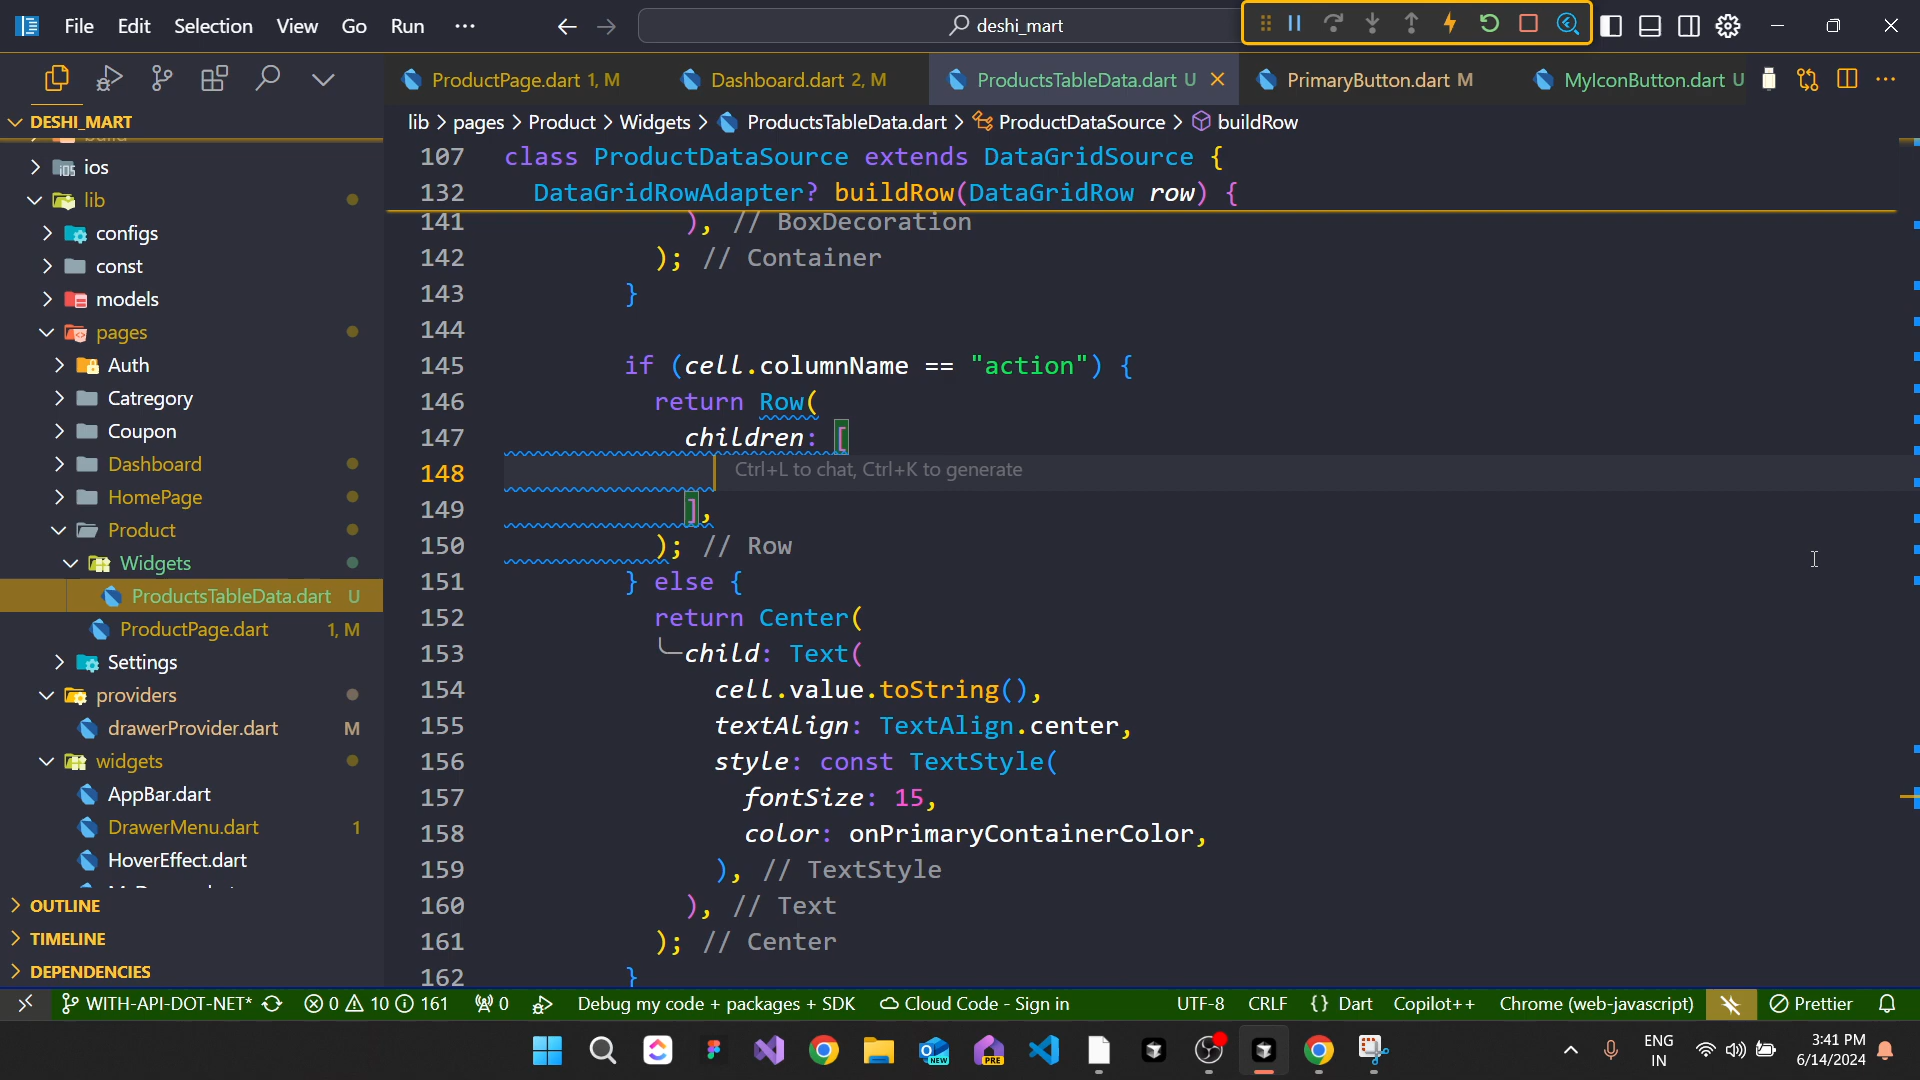 File Edit Selection View Go Run ··· deshi_mart
ProductPage.dart 1, M Dashboard.dart 2, M ProductsTableData.dart U PrimaryButton.dart M MyIconButton.dart U
DESHI_MART
lib > pages > Product > Widgets > ProductsTableData.dart > ProductDataSource > buildRow
ios
lib
configs
const
models
pages
Auth
Catregory
Coupon
Dashboard
HomePage
Product
Widgets
ProductsTableData.dart U
ProductPage.dart 1, M
Settings
providers
drawerProvider.dart M
widgets
AppBar.dart
DrawerMenu.dart 1
HoverEffect.dart
OUTLINE
TIMELINE
DEPENDENCIES
107 class ProductDataSource extends DataGridSource {
132 DataGridRowAdapter? buildRow(DataGridRow row) {
141 ), // BoxDecoration
142 ); // Container
143 }
144
145 if (cell.columnName == "action") {
146 return Row(
147 children: [
148 Ctrl+L to chat, Ctrl+K to generate
149 ],
150 ); // Row
151 } else {
152 return Center(
153 child: Text(
154 cell.value.toString(),
155 textAlign: TextAlign.center,
156 style: const TextStyle(
157 fontSize: 15,
158 color: onPrimaryContainerColor,
159 ), // TextStyle
160 ), // Text
161 ); // Center
162 }
WITH-API-DOT-NET* 0 10 161 0 Debug my code + packages + SDK Cloud Code - Sign in UTF-8 CRLF {} Dart Copilot++ Chrome (web-javascript) Prettier
ENG
IN
3:41 PM
6/14/2024
NEW
PRE